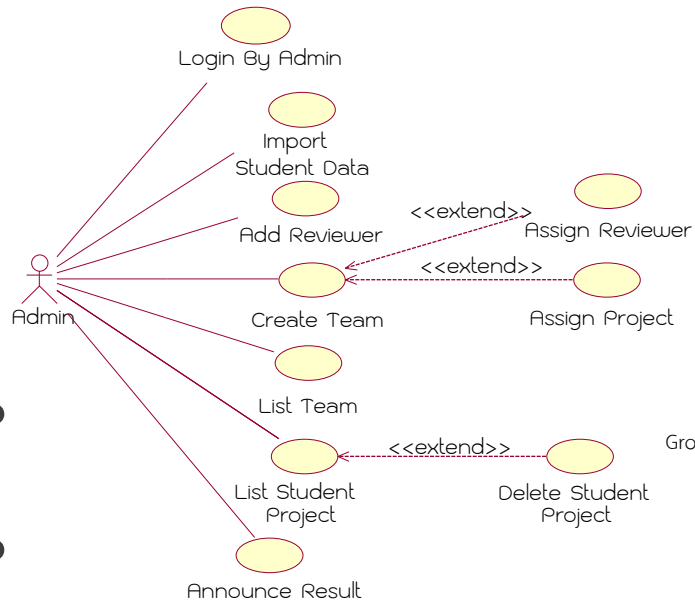 Login By Admin
Import
Student Data
Add Reviewer
<<extend>>
Assign Reviewer
<<extend>>
Admin
Create Team
Assign Project
List Team
<<extend>>
Gro
List Student
Project
Delete Student
Project
Announce Result